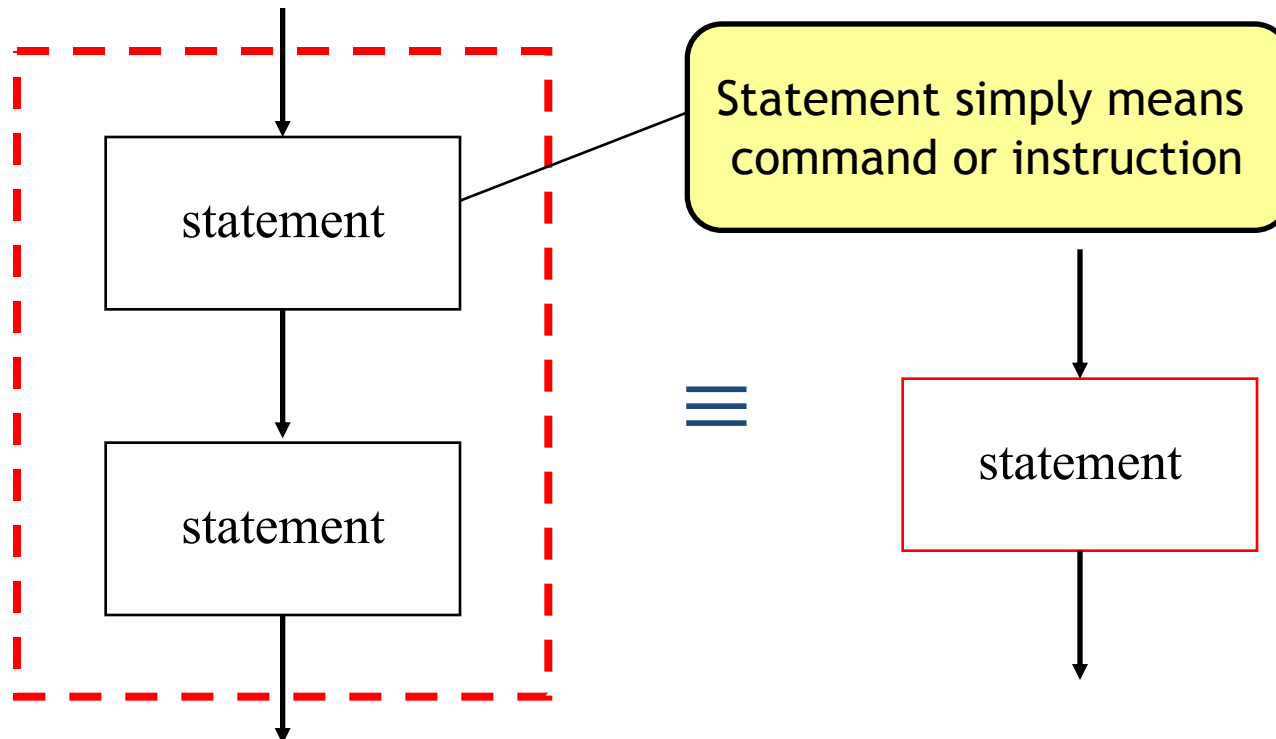 Statement simply means
command or instruction
statement
statement
≡
statement